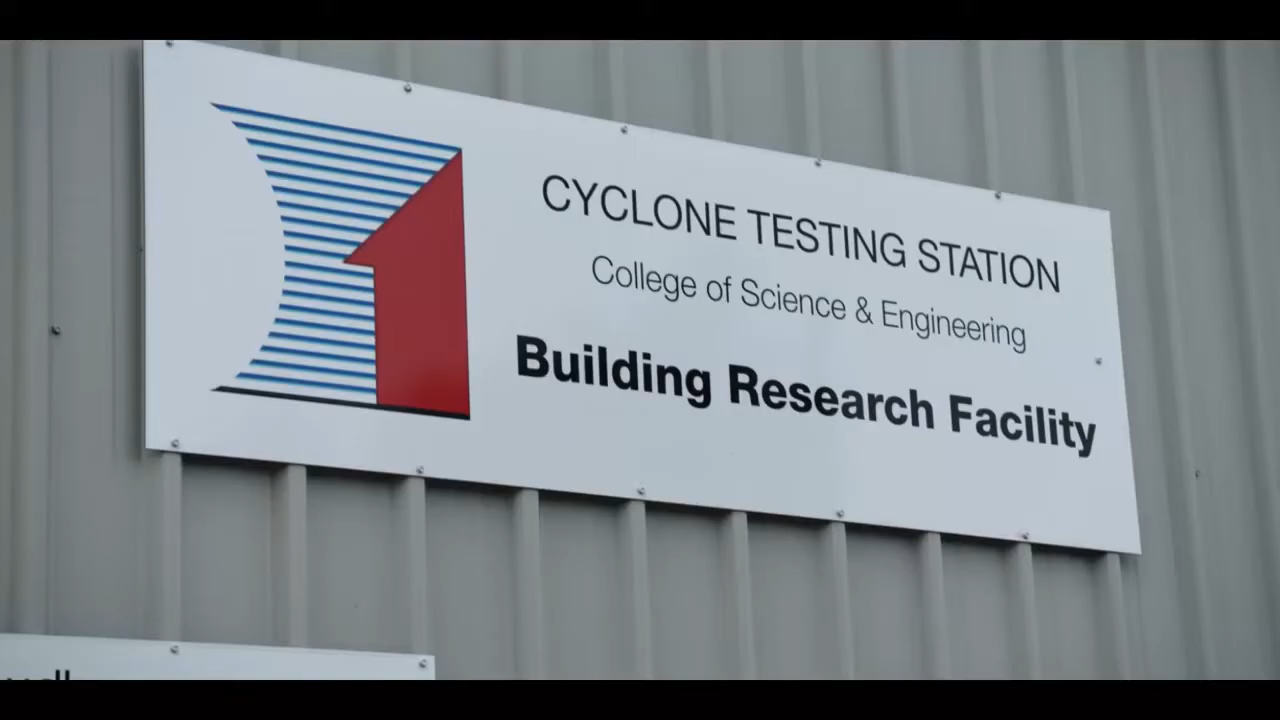 CYCLONE TESTING STATION
College of Science & Engineering
Building Research Facility